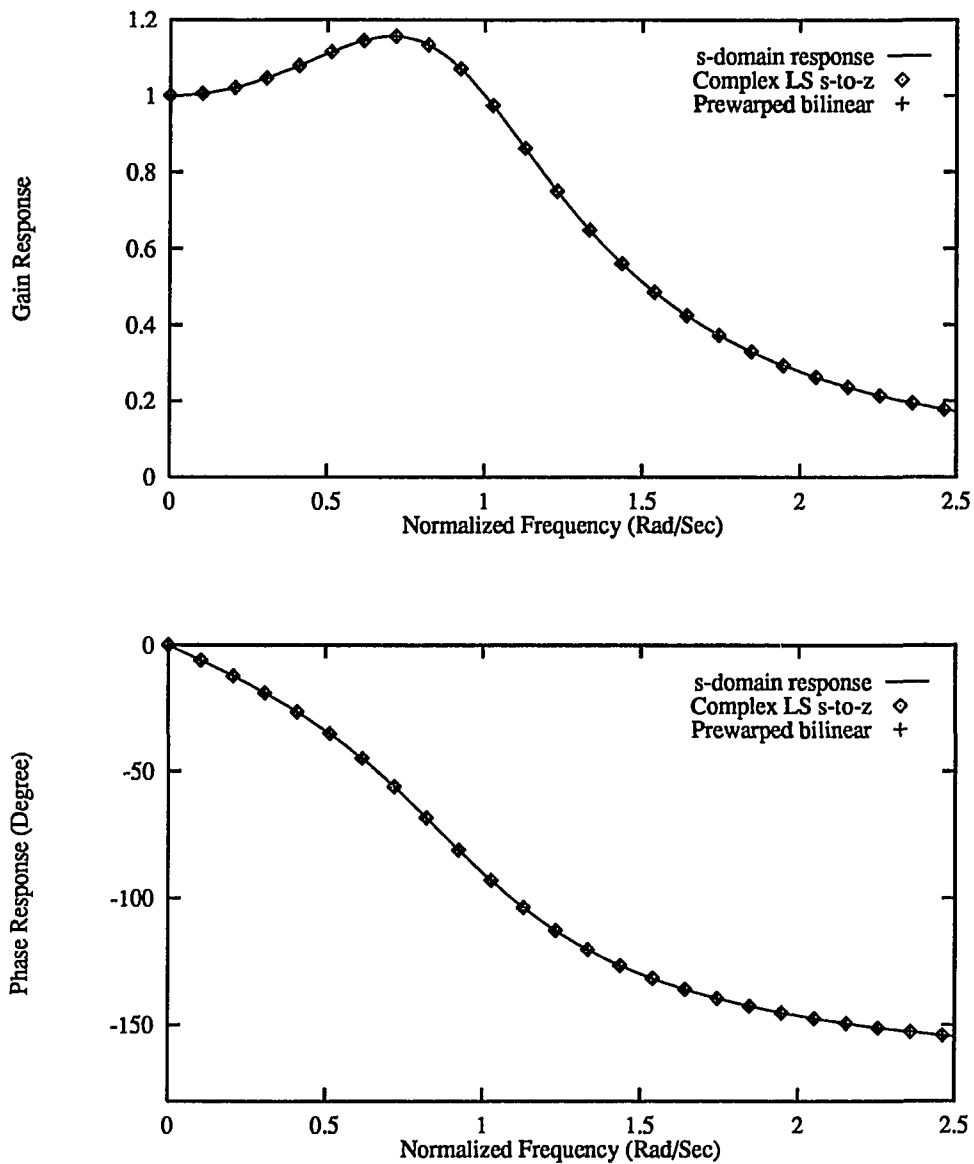 1.2
1
0.8
0.6
0.4
0.2
0
Gain Response
s-domain response
Complex LS s-to-z
Prewarped bilinear
0 0.5 1 1.5 2 2.5
Normalized Frequency (Rad/Sec)
0
-50
-100
-150
Phase Response (Degree)
s-domain response
Complex LS s-to-z
Prewarped bilinear
0 0.5 1 1.5 2 2.5
Normalized Frequency (Rad/Sec)